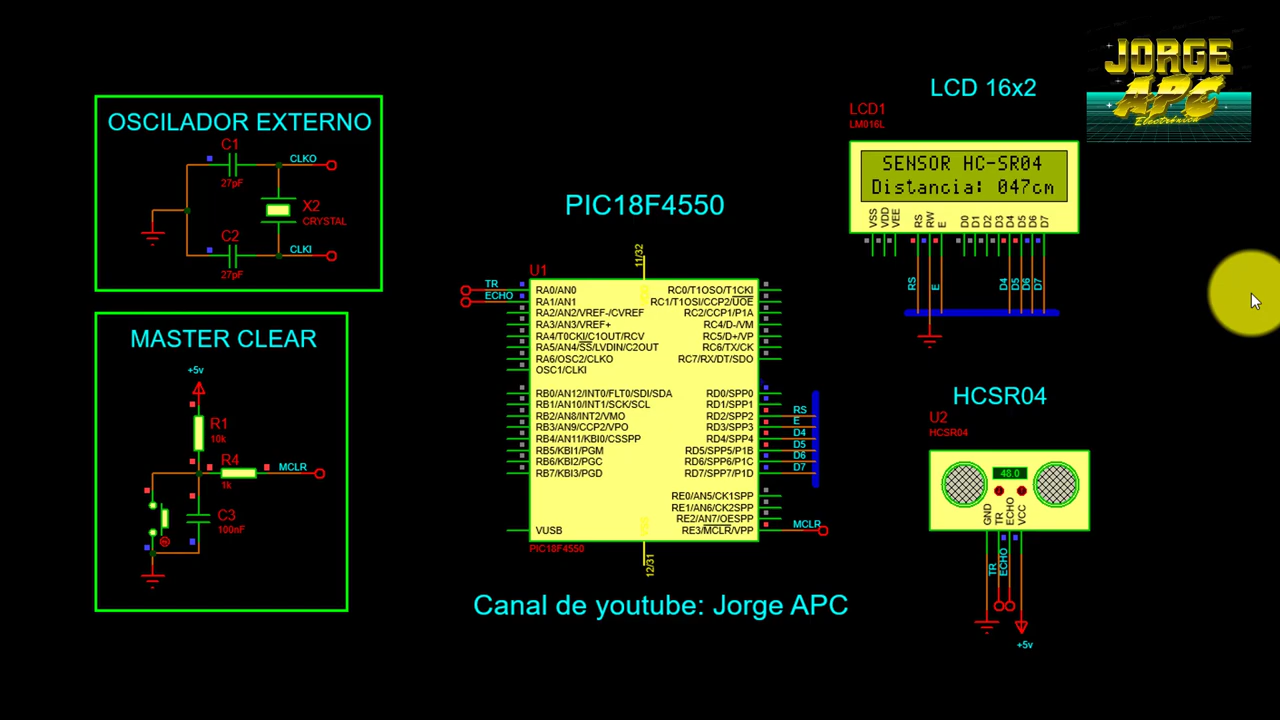 JORGE
APC
Electrónica
OSCILADOR EXTERNO
C1
27pF
CLKO
X2
CRYSTAL
C2
27pF
CLKI
MASTER CLEAR
+5v
R1
10k
R4
1k
MCLR
C3
100nF
PIC18F4550
U1
11/32
TR
ECHO
RA0/AN0
RA1/AN1
RA2/AN2/VREF-/CVREF
RA3/AN3/VREF+
RA4/T0CKI/C1OUT/RCV
RA5/AN4/SS/LVDIN/C2OUT
RA6/OSC2/CLKO
OSC1/CLKI
RB0/AN12/INT0/FLT0/SDI/SDA
RB1/AN10/INT1/SCK/SCL
RB2/AN8/INT2/VMO
RB3/AN9/CCP2/VPO
RB4/AN11/KBI0/CSSPP
RB5/KBI1/PGM
RB6/KBI2/PGC
RB7/KBI3/PGD
VUSB
RC0/T1OSO/T1CKI
RC1/T1OSI/CCP2/UOE
RC2/CCP1/P1A
RC4/D-/VM
RC5/D+/VP
RC6/TX/CK
RC7/RX/DT/SDO
RD0/SPP0
RD1/SPP1
RD2/SPP2
RD3/SPP3
RD4/SPP4
RD5/SPP5/P1B
RD6/SPP6/P1C
RD7/SPP7/P1D
RE0/AN5/CK1SPP
RE1/AN6/CK2SPP
RE2/AN7/OESPP
RE3/MCLR/VPP
RS
E
D4
D5
D6
D7
MCLR
PIC18F4550
12/31
Canal de youtube: Jorge APC
LCD 16x2
LCD1
LM016L
SENSOR HC-SR04
Distancia: 047cm
VSS
VDD
VEE
RS
RW
E
D0
D1
D2
D3
D4
D5
D6
D7
RS
E
D4
D5
D6
D7
HCSR04
U2
HCSR04
48.0
GND
TR
ECHO
VCC
TR
ECHO
+5v